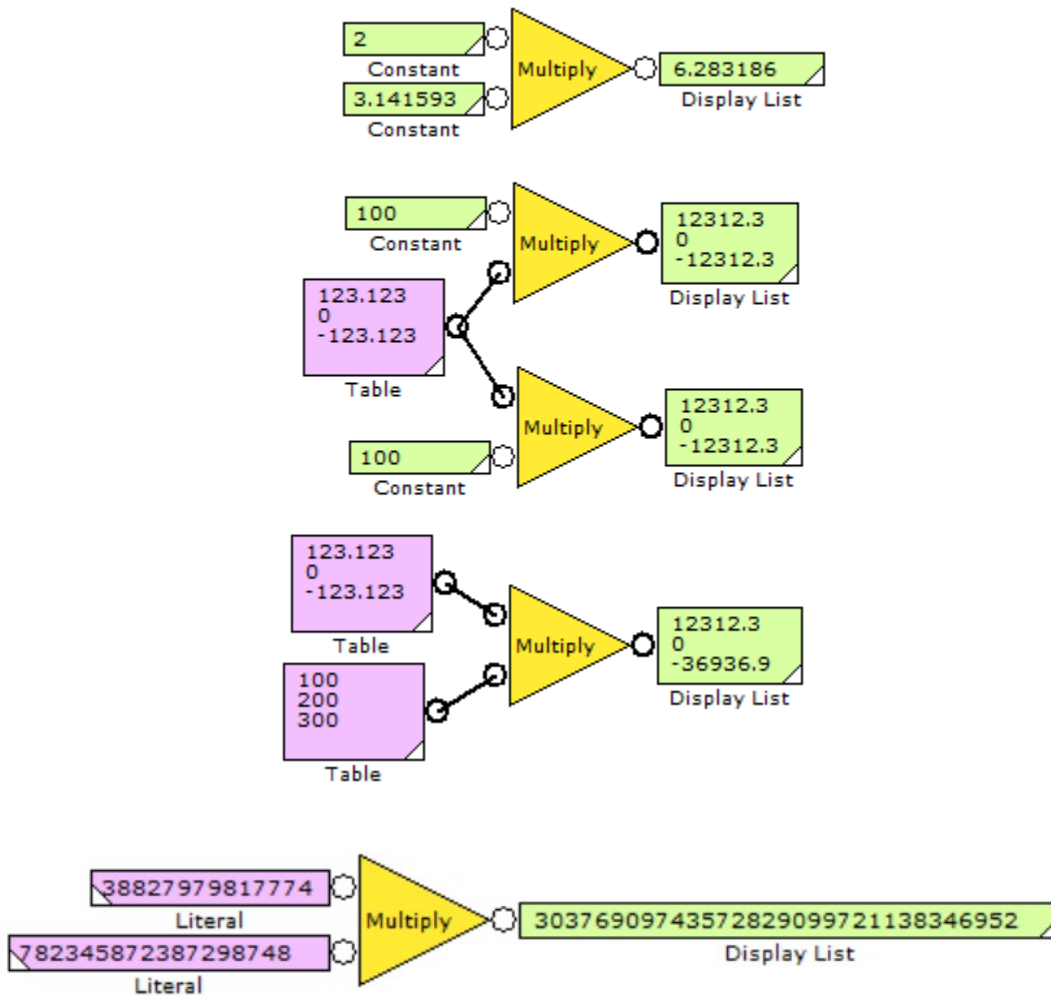 2
Constant
3.141593
Constant
Multiply
6.283186
Display List
100
Constant
123.123
0
-123.123
Table
Multiply
12312.3
0
-12312.3
Display List
100
Constant
Multiply
12312.3
0
-12312.3
Display List
123.123
0
-123.123
Table
100
200
300
Table
Multiply
12312.3
0
-36936.9
Display List
38827979817774
Literal
782345872387298748
Literal
Multiply
30376909743572829099721138346952
Display List